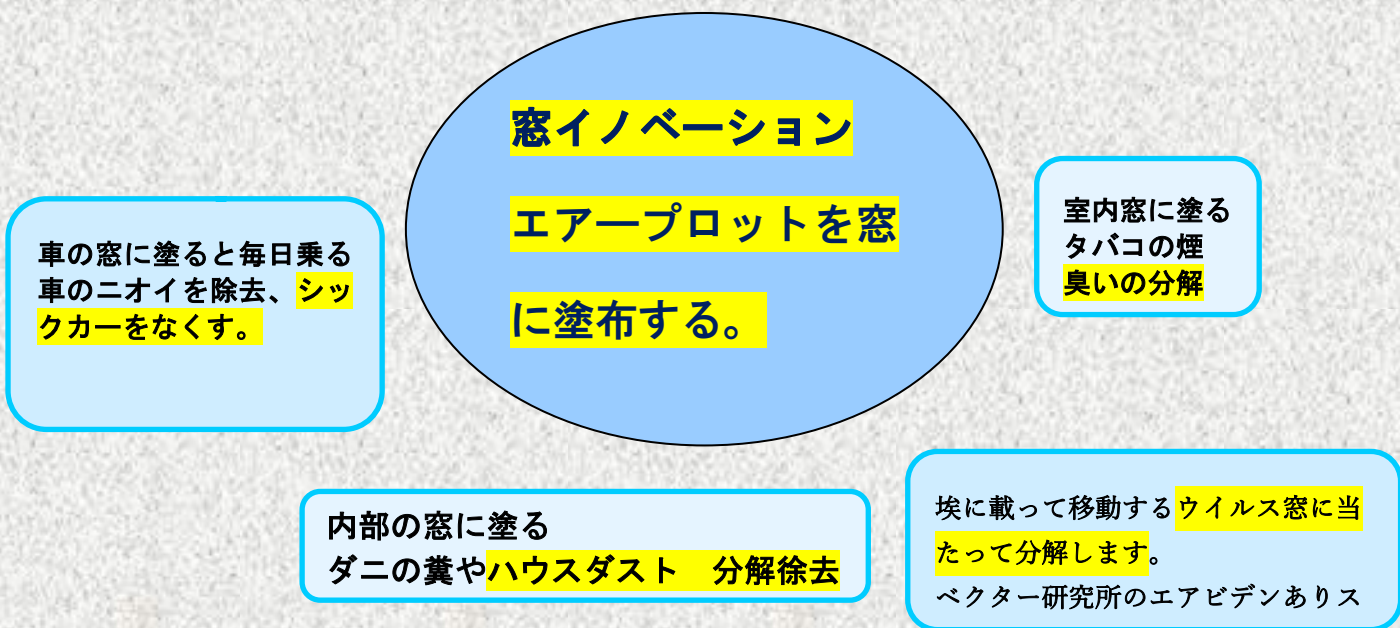 窓イノベーション
エアープロットを窓
に塗布する。
車の窓に塗ると毎日乗る
車のニオイを除去、シッ
クカーをなくす。
室内窓に塗る
タバコの煙
臭いの分解
内部の窓に塗る
ダニの糞やハウスダスト　分解徐去
埃に載って移動するウイルス窓に当
たって分解します。
ベクター研究所のエアビデンありス